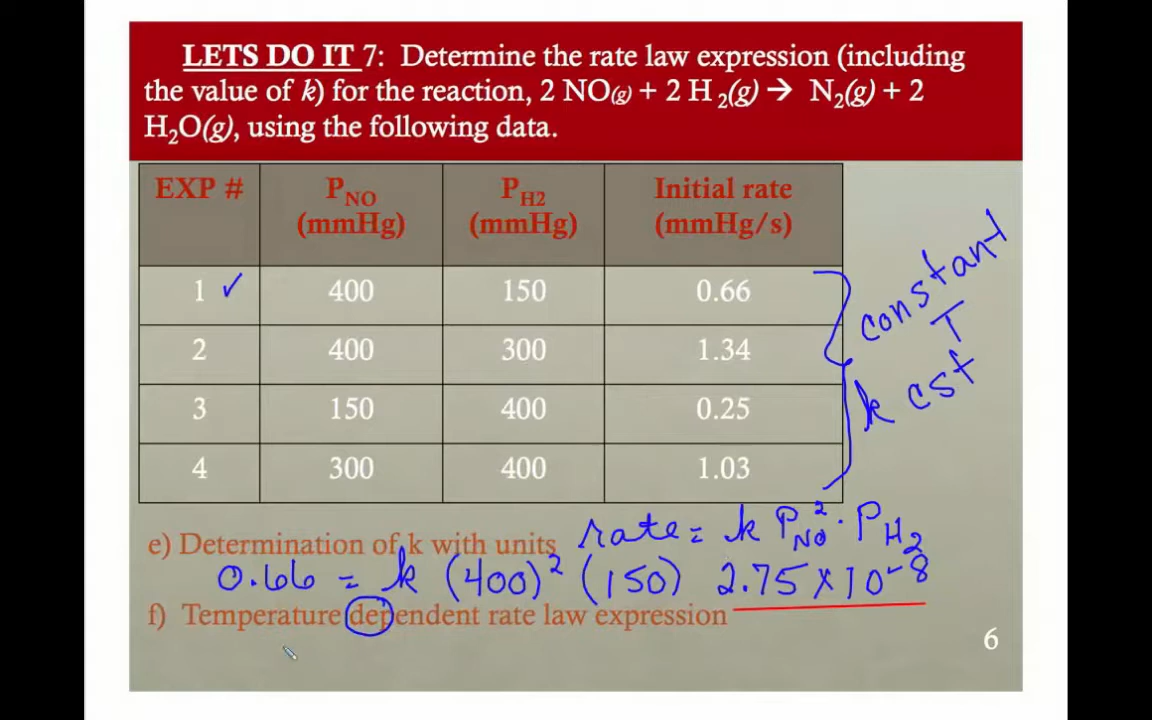 LETS DO IT 7: Determine the rate law expression (including
the value of k) for the reaction, 2 NO(g) + 2 H2(g) → N2(g) + 2
H2O(g), using the following data.
EXP # PNO (mmHg) PH2 (mmHg) Initial rate (mmHg/s)
1 ✓ 400 150 0.66
2 400 300 1.34
3 150 400 0.25
4 300 400 1.03
constant
T
k cst
e) Determination of k with units rate = k PNO² · PH2
0.66 = k (400)² (150) 2.75 x 10⁻⁸
f) Temperature dependent rate law expression
6